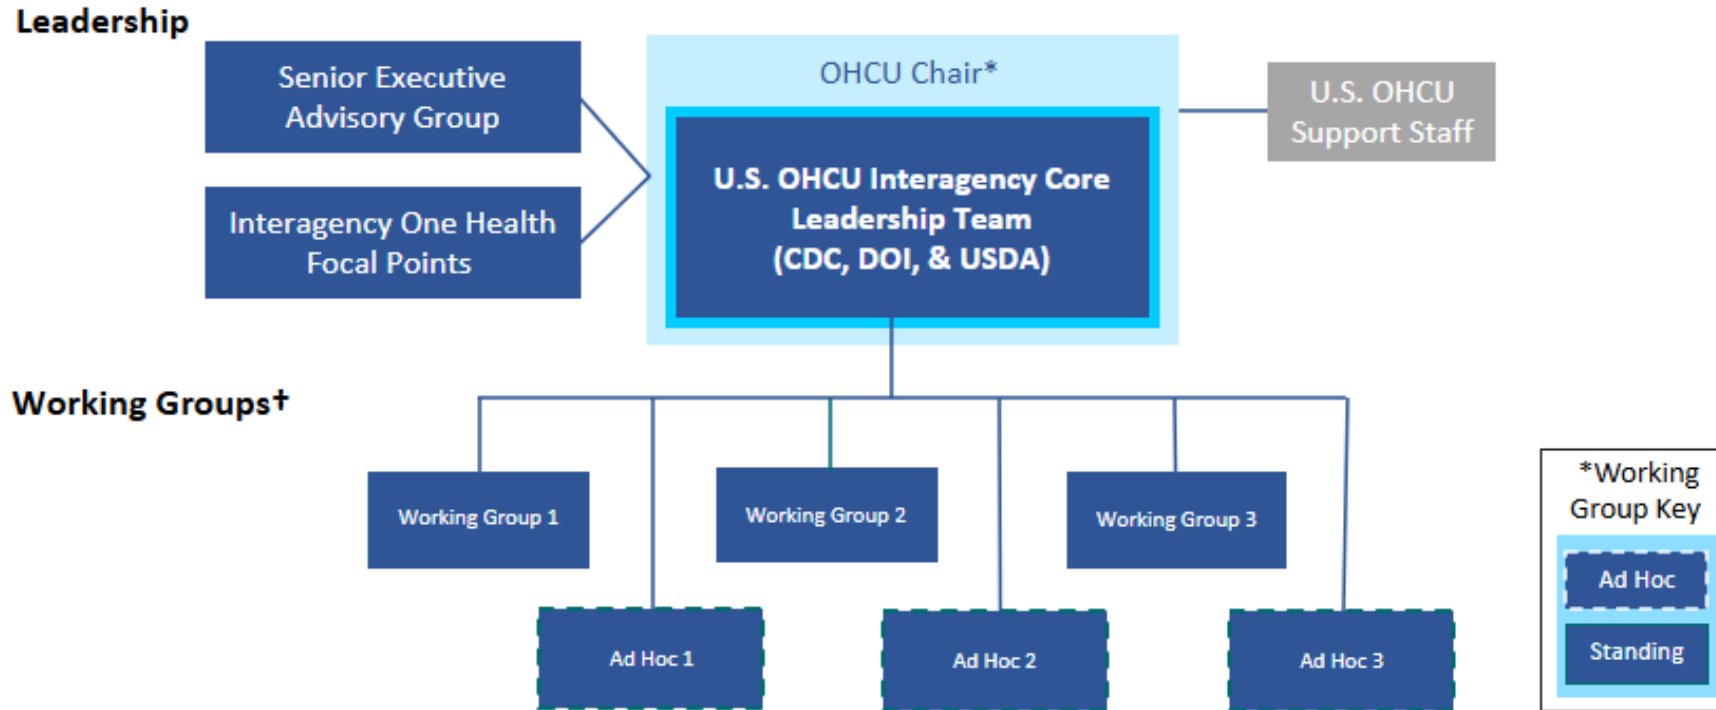 Leadership
Senior Executive
Advisory Group
Interagency One Health
Focal Points
OHCU Chair*
U.S. OHCU Interagency Core
Leadership Team
(CDC, DOI, & USDA)
U.S. OHCU
Support Staff
Working Groups†
Working Group 1
Working Group 2
Working Group 3
Ad Hoc 1
Ad Hoc 2
Ad Hoc 3
*Working
Group Key
Ad Hoc
Standing